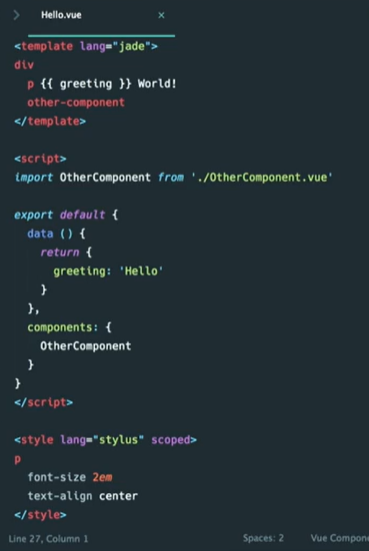 Hello.vue ×
<template lang="jade">
div
  p {{ greeting }} World!
  other-component
</template>
<script>
import OtherComponent from './OtherComponent.vue'
export default {
  data () {
    return {
      greeting: 'Hello'
    }
  },
  components: {
    OtherComponent
  }
}
</script>
<style lang="stylus" scoped>
p
  font-size 2em
  text-align center
</style>
Line 27, Column 1 Spaces: 2 Vue Compone